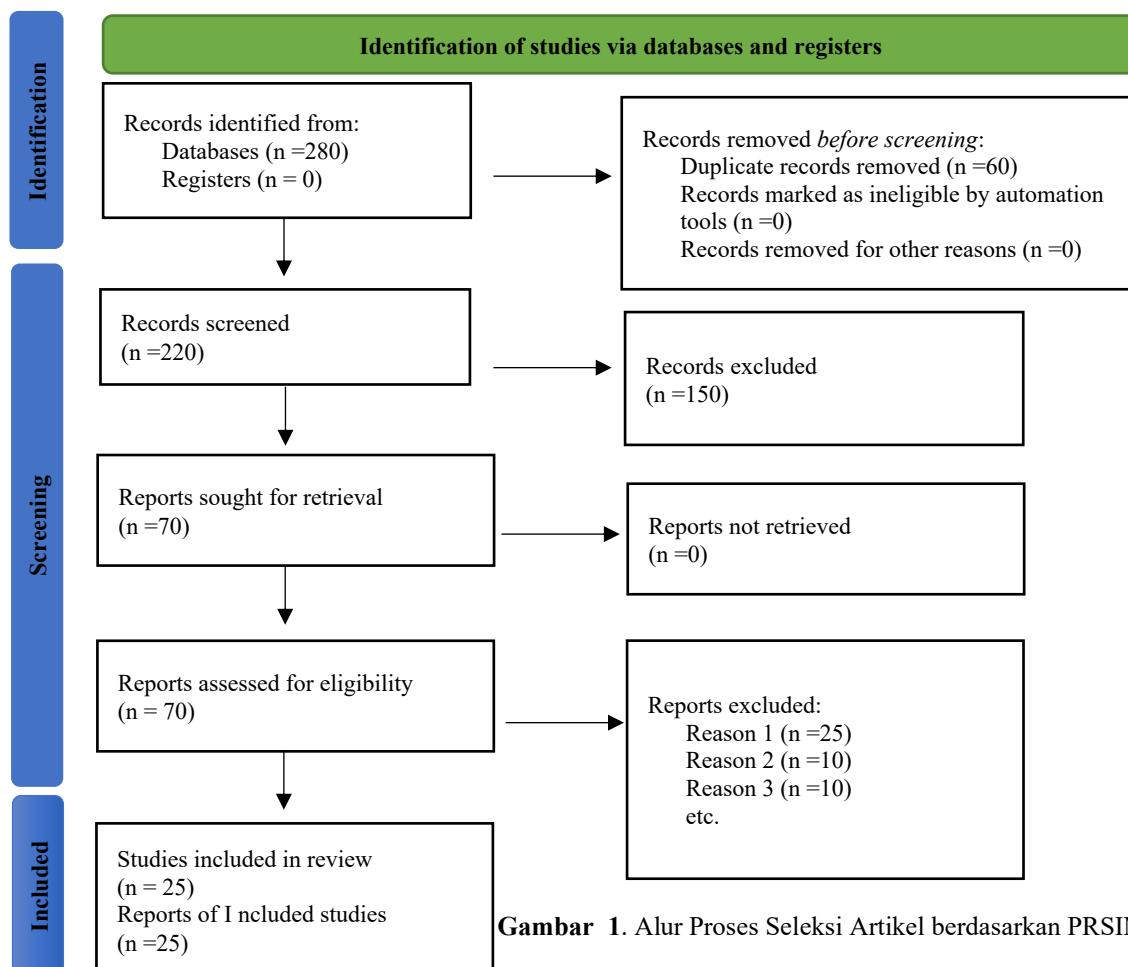 Identification of studies via databases and registers
Identification
Records identified from:
Databases (n =280)
Registers (n = 0)
Records removed before screening:
Duplicate records removed (n =60)
Records marked as ineligible by automation
tools (n =0)
Records removed for other reasons (n =0)
Screening
Records screened
(n =220)
Records excluded
(n =150)
Reports sought for retrieval
(n =70)
Reports not retrieved
(n =0)
Reports assessed for eligibility
(n = 70)
Reports excluded:
Reason 1 (n =25)
Reason 2 (n =10)
Reason 3 (n =10)
etc.
Included
Studies included in review
(n = 25)
Reports of I ncluded studies
(n =25)
Gambar 1. Alur Proses Seleksi Artikel berdasarkan